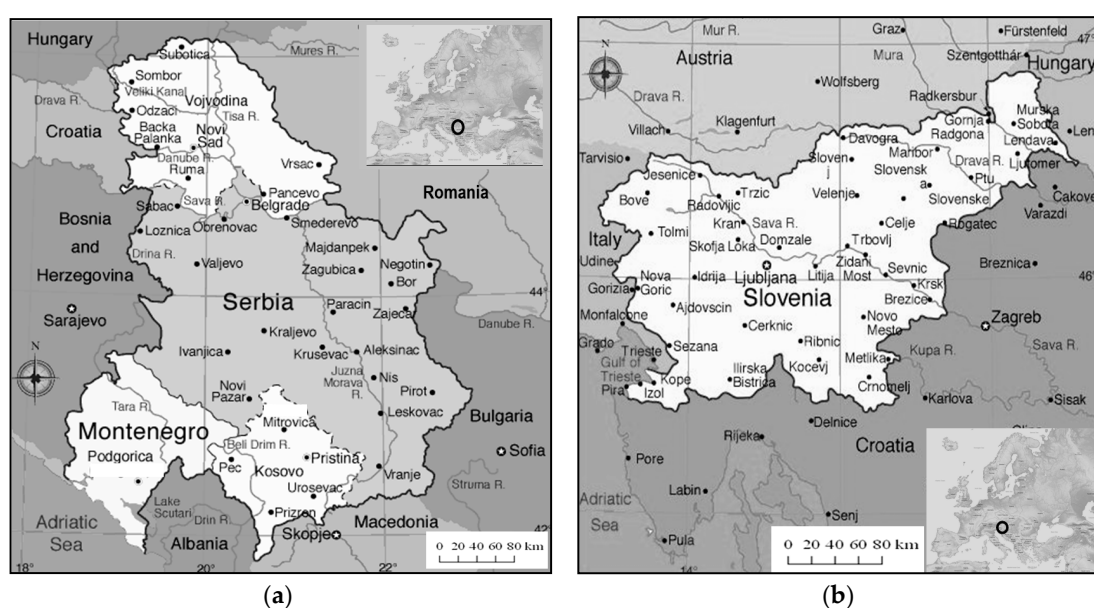 Hungary
Subotica
Mures R.
Sombor
Veliki Kanal
Vojvodina
Drava R.
Odzaci
Tisa R.
Croatia
Backa
Palanka
Novi
Sad
Danube R.
Ruma
Vrsac
Romania
Pancevo
Sava R.
Sabac
Belgrado
Bosnia
and
Herzegovina
Obrenovac
Smederevo
Loznica
Majdanpek
Drina R.
Valjevo
Zagubica
Negotin
Bor
Serbia
44
Sarajevo
Paracin
Zajeca
Danube R.
Kraljevo
N
Ivanjica
Krusevac
Aleksinac
Juzna
Morava
R.
Nis
Pirot
Novi
Pazar
Tara R.
Leskovac
Bulgaria
Mitrovica
Montenegro
Beli Drim R.
Sofia
Podgorica
Pec
Kosovo
Pristina
Vranje
Urosevac
Struma R.
Lake
Scutari
Prizren
Drin R.
Adriatic
Sea
Macedonia
Albania
Skopje
42
0 20 40 60 80 km
18°
20
22
(a)
Mur R.
Graz
Fürstenfeld
47°
N
Austria
Mura
Szentgotthár
Hungary
Wolfsberg
Drava R.
Radkersbur
Villach
Klagenfurt
Gornja
Radgona
Murska
Sobota
Len
Davogra
Lendava
Tarvisio
Mahbor
Ljutomer
Sloven
j
Drava R.
Jesenice
Slovensk
a
Ptu
Bove
Trzic
Velenje
Cakove
Radovijic
Slovenske
Varazdi
Kran
Sava R.
Celje
Rogatec
Tolmi
Italy
Skofja Loka
Domzale
Trbovlj
Udine
Zidani
Most
Breznica
Nova
Goric
Idrija
Ljubljana
Litija
Sevnic
46
Gorizia
Krsk
Slovenia
Brezice
Ajdovscin
Monfalcone
Novo
Mesto
Zagreb
Cerknic
Grado
Ribnic
Kupa R.
Sava R.
Trieste
Sezana
Metlika
Gulf of
Trieste
Ilirska
Bistrica
Kocevj
Kope
Crnomelj
Pira
Izol
Karlova
Sisak
Delnice
Rijeka
Croatia
Pore
Labin
Adriatic
Sea
Senj
Pula
0 20 40 60 80 km
14°
(b)